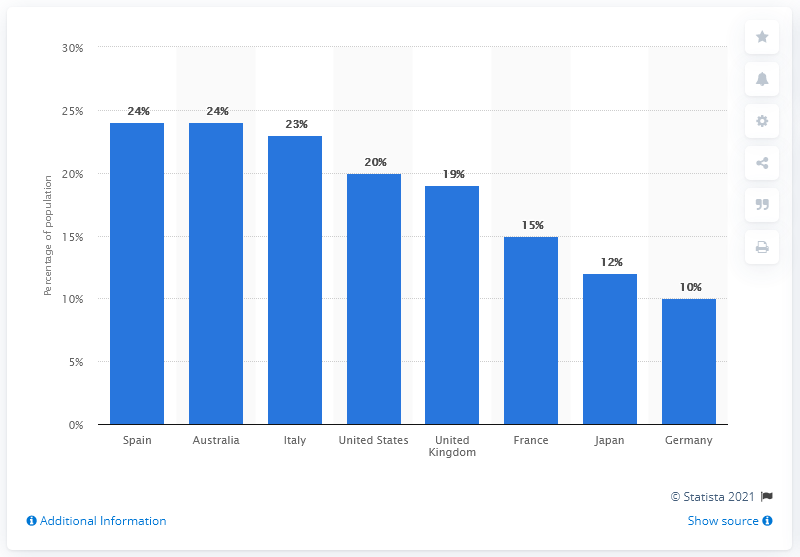 30%
25%
20%
15%
10%
5%
0%
Percentage of population
24%
24%
23%
20%
19%
15%
12%
10%
Spain
Australia
Italy
United States
United
Kingdom
France
Japan
Germany
© Statista 2021
Additional Information
Show source